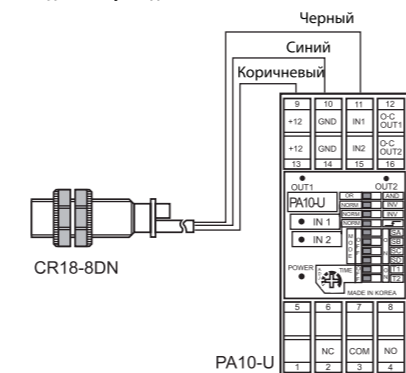 Черный
Синий
Коричневый
9 10 11 12
+12 GND IN1 O·C OUT1
+12 GND IN2 O·C OUT2
13 14 15 16
OUT1 OUT2
PA10-U
OR AND
NORM INV
NORM INV
NORM
IN 1
IN 2
MODE
SA
SB
SC
SD
POWER
TIME
T1
T2
MADE IN KOREA
5 6 7 8
NC COM NO
1 2 3 4
CR18-8DN
PA10-U